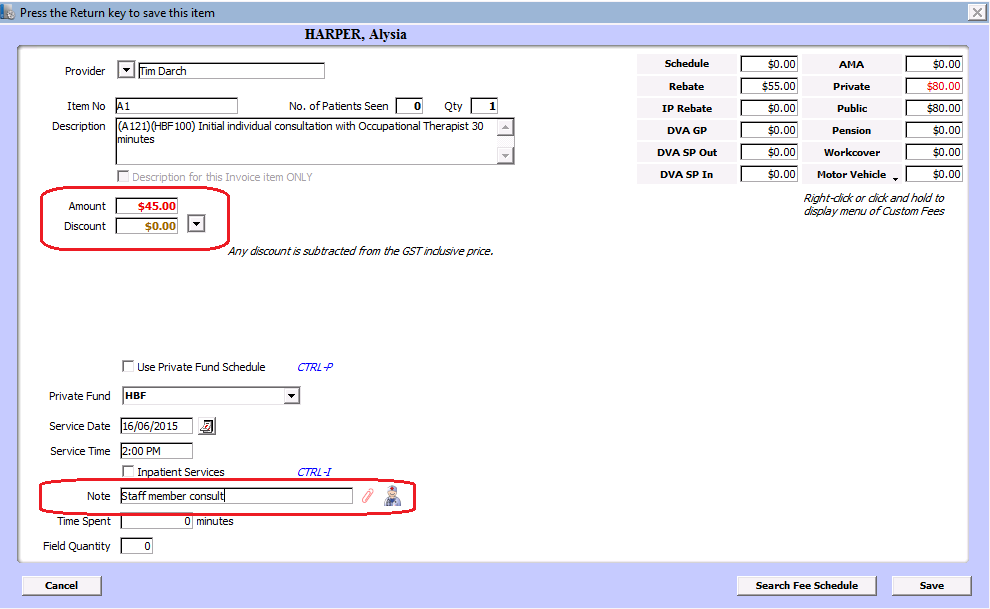 Press the Return key to save this item
HARPER, Alysia
Provider Tim Darch
Item No A1 No. of Patients Seen 0 Qty 1
Description (A121)(HBF100) Initial individual consultation with Occupational Therapist 30
minutes
Description for this Invoice item ONLY
Amount $45.00
Discount $0.00
Any discount is subtracted from the GST inclusive price.
Schedule $0.00 AMA $0.00
Rebate $55.00 Private $80.00
IP Rebate $0.00 Public $80.00
DVA GP $0.00 Pension $0.00
DVA SP Out $0.00 Workcover $0.00
DVA SP In $0.00 Motor Vehicle $0.00
Right-click or click and hold to
display menu of Custom Fees
Use Private Fund Schedule CTRL-P
Private Fund HBF
Service Date 16/06/2015
Service Time 2:00 PM
Inpatient Services CTRL-I
Note Staff member consult
Time Spent 0 minutes
Field Quantity 0
Cancel Search Fee Schedule Save